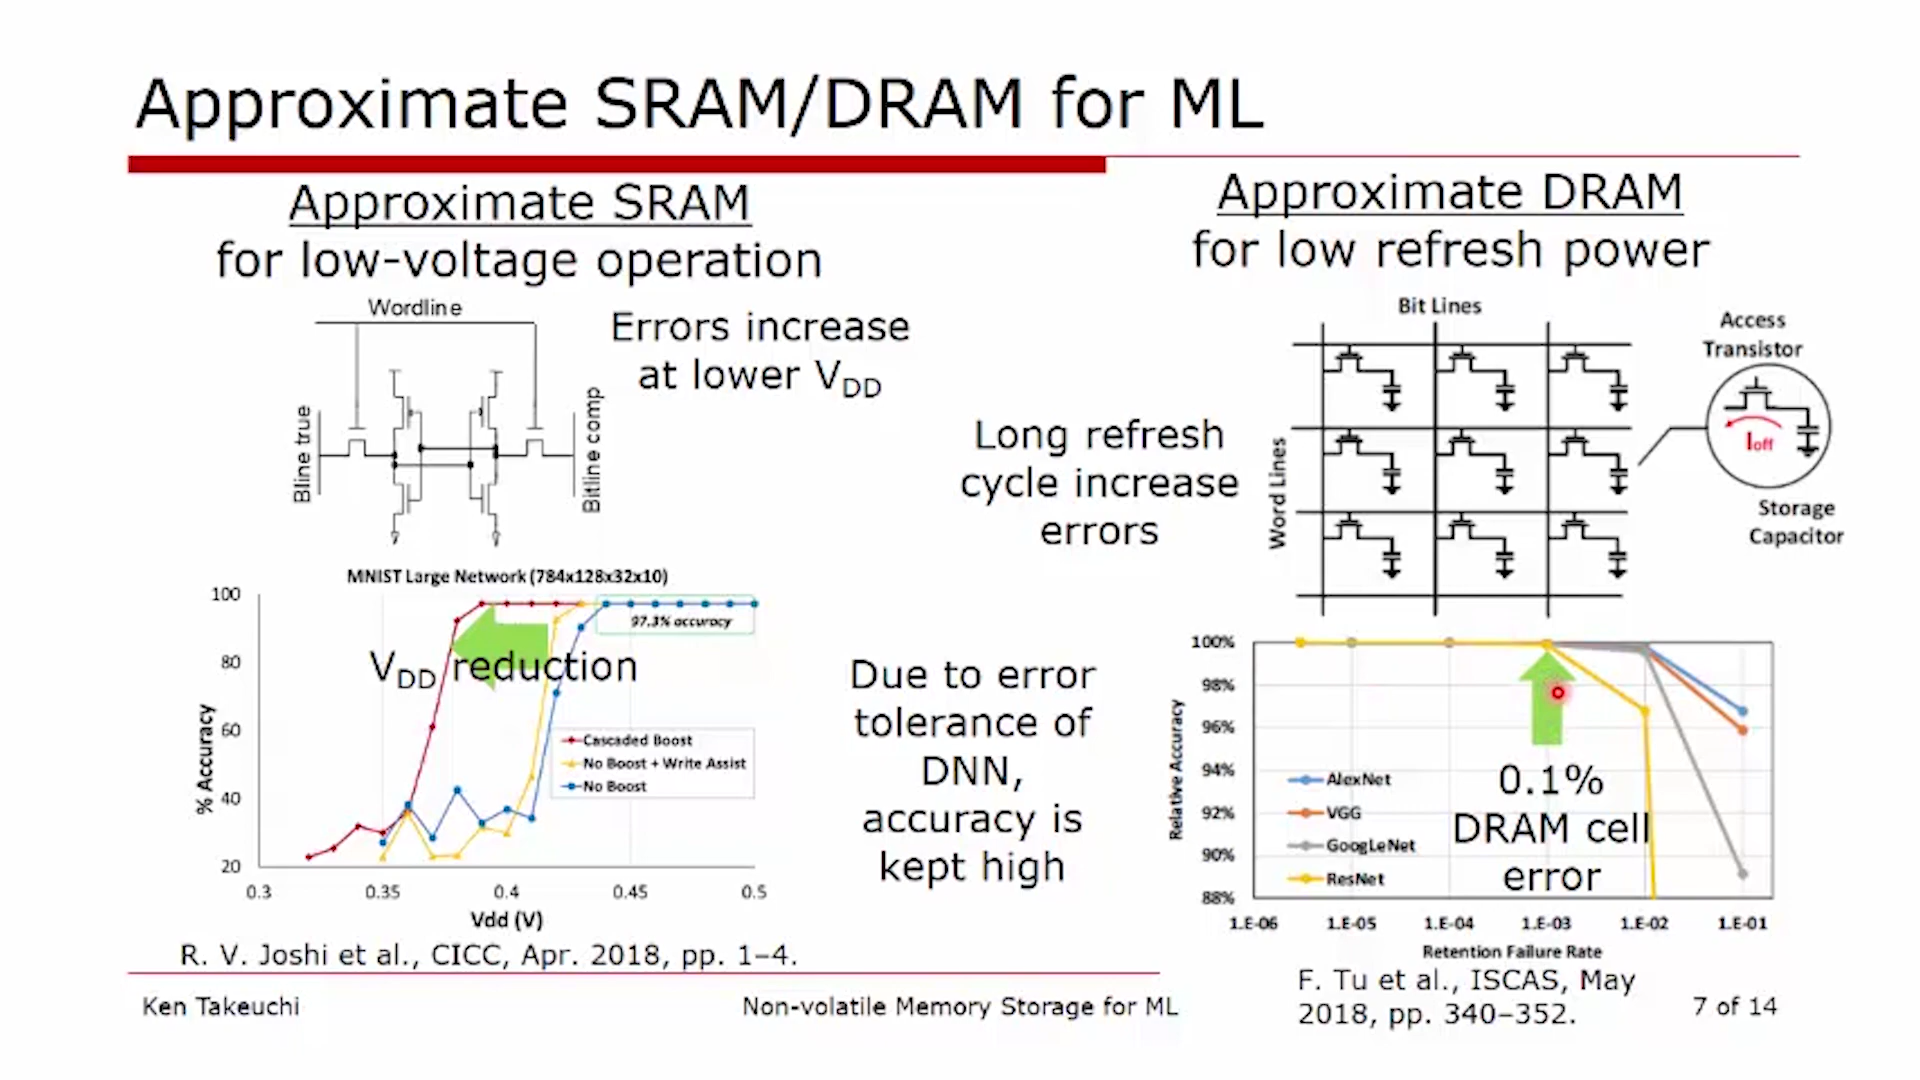 Approximate SRAM/DRAM for ML
Approximate SRAM
for low-voltage operation
Wordline
Bline true
Bitline comp
Errors increase
at lower VDD
MNIST Large Network (784x128x32x10)
100
80
60
40
20
% Accuracy
97.3% accuracy
VDD reduction
Cascaded Boost
No Boost + Write Assist
No Boost
0.3
0.35
0.4
0.45
0.5
Vdd (V)
R. V. Joshi et al., CICC, Apr. 2018, pp. 1–4.
Approximate DRAM
for low refresh power
Bit Lines
Word Lines
Access
Transistor
Ioff
Storage
Capacitor
Long refresh
cycle increase
errors
Due to error
tolerance of
DNN,
accuracy is
kept high
100%
98%
96%
94%
92%
90%
88%
Relative Accuracy
AlexNet
VGG
GoogLeNet
ResNet
0.1%
DRAM cell
error
1.E-06
1.E-05
1.E-04
1.E-03
1.E-02
1.E-01
Retention Failure Rate
F. Tu et al., ISCAS, May
2018, pp. 340–352.
Ken Takeuchi
Non-volatile Memory Storage for ML
7 of 14